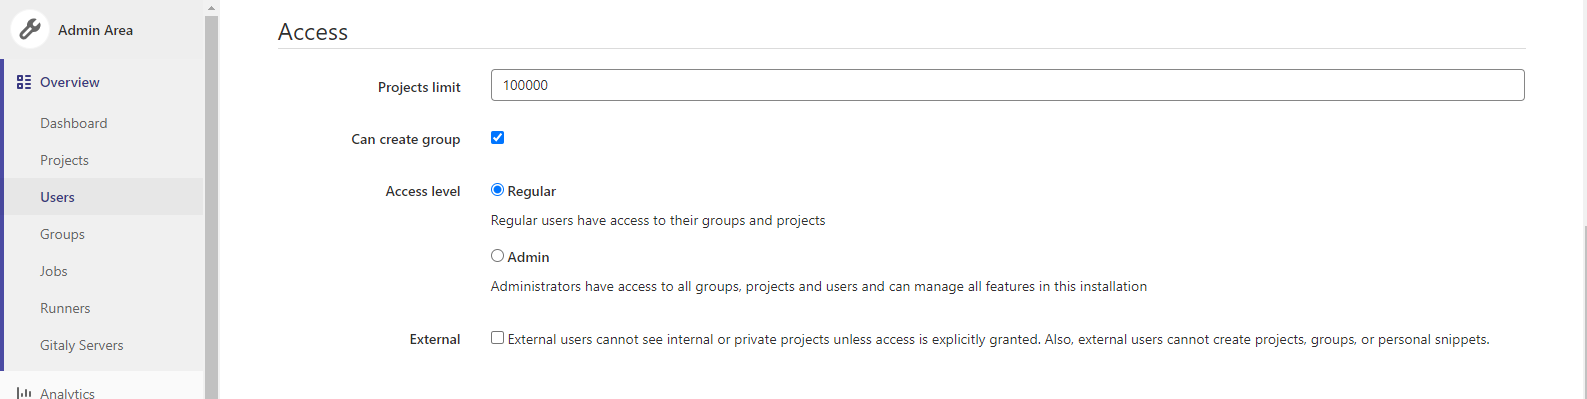 Admin Area
Overview
Dashboard
Projects
Users
Groups
Jobs
Runners
Gitaly Servers
Analytics
Access
Projects limit
100000
Can create group
Access level
Regular
Regular users have access to their groups and projects
Admin
Administrators have access to all groups, projects and users and can manage all features in this installation
External
External users cannot see internal or private projects unless access is explicitly granted. Also, external users cannot create projects, groups, or personal snippets.